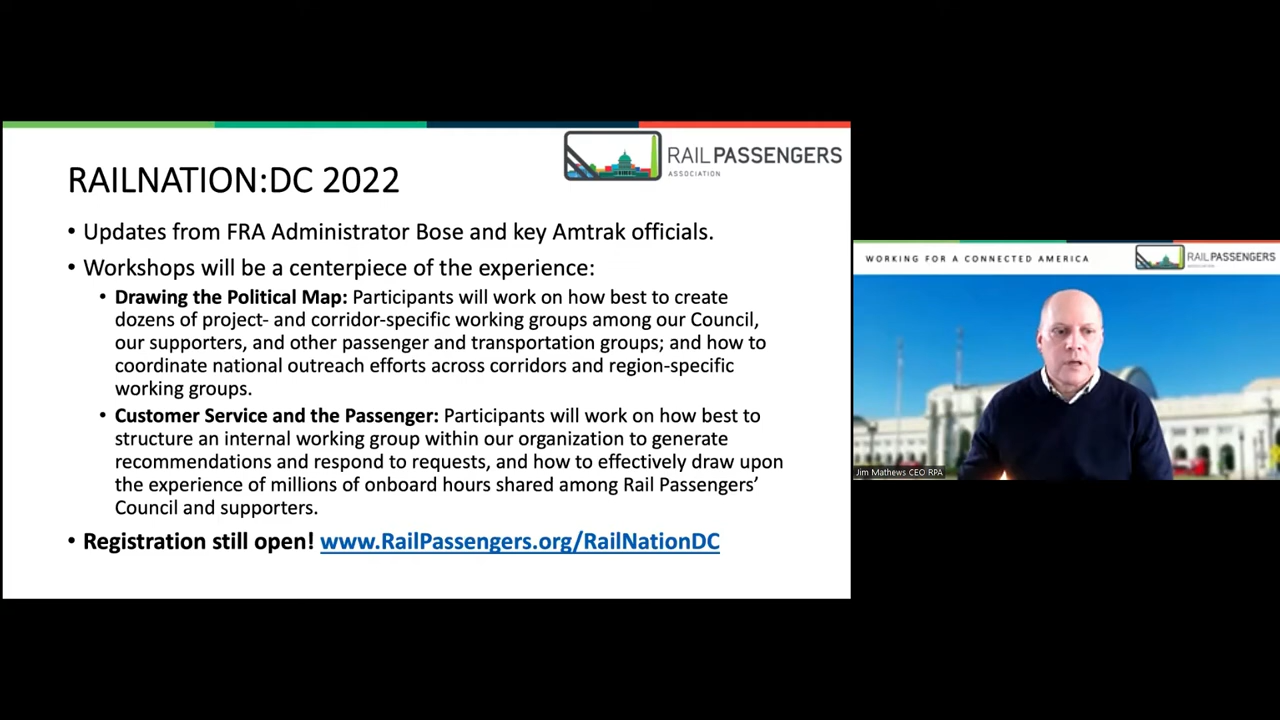 RAIL PASSENGERS
ASSOCIATION
RAILNATION:DC 2022
• Updates from FRA Administrator Bose and key Amtrak officials.
• Workshops will be a centerpiece of the experience:
• Drawing the Political Map: Participants will work on how best to create
dozens of project- and corridor-specific working groups among our Council,
our supporters, and other passenger and transportation groups; and how to
coordinate national outreach efforts across corridors and region-specific
working groups.
• Customer Service and the Passenger: Participants will work on how best to
structure an internal working group within our organization to generate
recommendations and respond to requests, and how to effectively draw upon
the experience of millions of onboard hours shared among Rail Passengers’
Council and supporters.
• Registration still open! www.RailPassengers.org/RailNationDC
WORKING FOR A CONNECTED AMERICA
RAIL PASSENGERS
ASSOCIATION
Jim Mathews CEO RPA